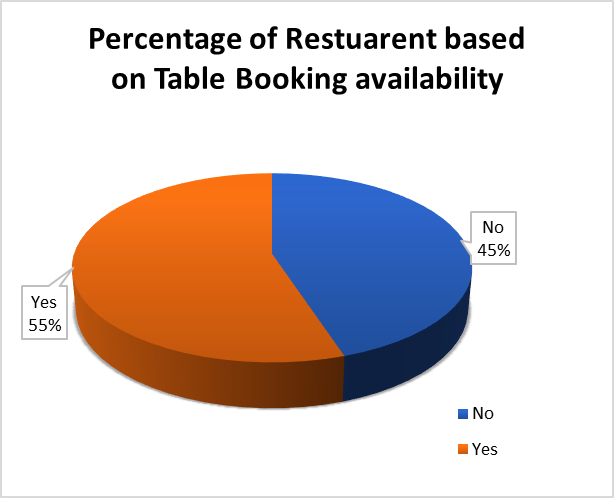 Percentage of Restuarent based
on Table Booking availability
No
45%
Yes
55%
No
Yes